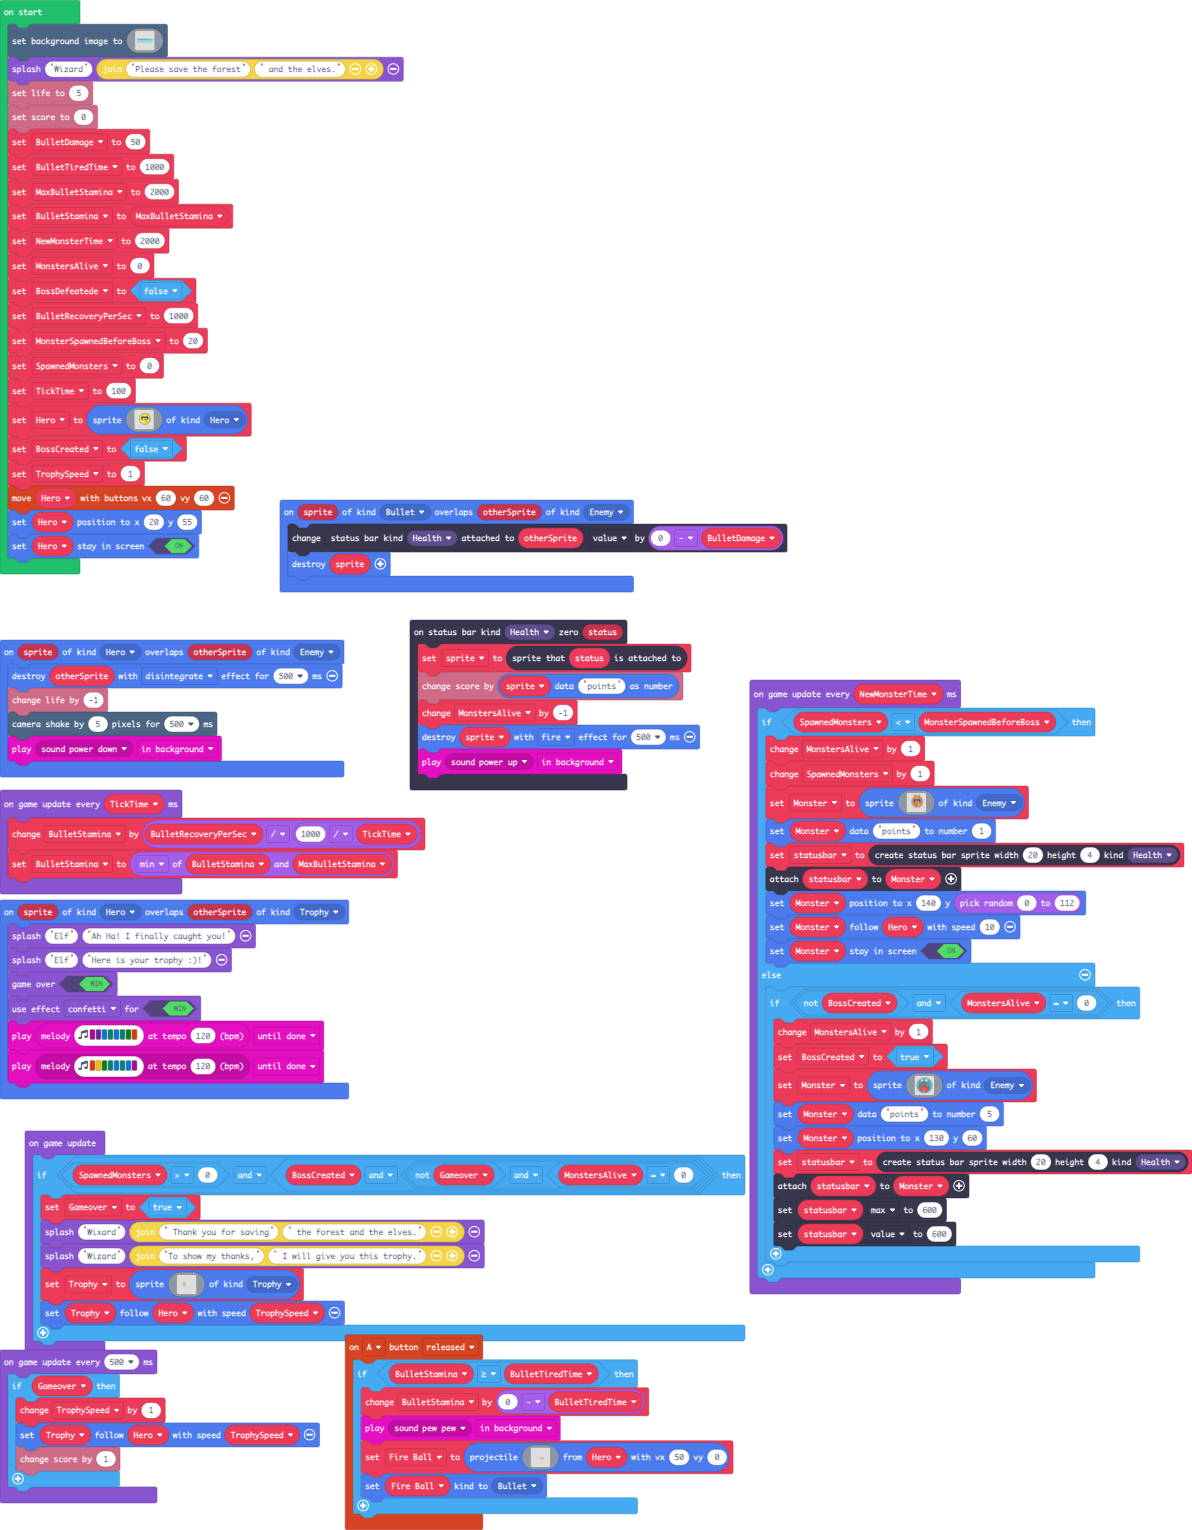 on start
set background image to
splash "Wizard" join "Please save the forest" " and the elves."
set life to 5
set score to 0
set BulletDamage to 50
set BulletTiredTime to 1000
set MaxBulletStamina to 2000
set BulletStamina to MaxBulletStamina
set NewMonsterTime to 2000
set MonstersAlive to 0
set BossDefeatede to false
set BulletRecoveryPerSec to 1000
set MonsterSpawnedBeforeBoss to 20
set SpawnedMonsters to 0
set TickTime to 100
set Hero to sprite of kind Hero
set BossCreated to false
set TrophySpeed to 1
move Hero with buttons vx 60 vy 60
set Hero position to x 20 y 55
set Hero stay in screen ON
on sprite of kind Bullet overlaps otherSprite of kind Enemy
change status bar kind Health attached to otherSprite value by 0 - BulletDamage
destroy sprite
on sprite of kind Hero overlaps otherSprite of kind Enemy
destroy otherSprite with disintegrate effect for 500 ms
change life by -1
camera shake by 5 pixels for 500 ms
play sound power down in background
on status bar kind Health zero status
set sprite to sprite that status is attached to
change score by sprite data "points" as number
change MonstersAlive by -1
destroy sprite with fire effect for 500 ms
play sound power up in background
on game update every TickTime ms
change BulletStamina by BulletRecoveryPerSec / 1000 / TickTime
set BulletStamina to min of BulletStamina and MaxBulletStamina
on sprite of kind Hero overlaps otherSprite of kind Trophy
splash "Elf" "Ah Ha! I finally caught you!"
splash "Elf" "Here is your trophy :)!"
game over WIN
use effect confetti for WIN
play melody at tempo 120 (bpm) until done
play melody at tempo 120 (bpm) until done
on game update every NewMonsterTime ms
if SpawnedMonsters < MonsterSpawnedBeforeBoss then
change MonstersAlive by 1
change SpawnedMonsters by 1
set Monster to sprite of kind Enemy
set Monster data "points" to number 1
set statusbar to create status bar sprite width 20 height 4 kind Health
attach statusbar to Monster
set Monster position to x 140 y pick random 0 to 112
set Monster follow Hero with speed 10
set Monster stay in screen ON
else
if not BossCreated and MonstersAlive = 0 then
change MonstersAlive by 1
set BossCreated to true
set Monster to sprite of kind Enemy
set Monster data "points" to number 5
set Monster position to x 130 y 60
set statusbar to create status bar sprite width 20 height 4 kind Health
attach statusbar to Monster
set statusbar max to 600
set statusbar value to 600
on game update
if SpawnedMonsters > 0 and BossCreated and not Gameover and MonstersAlive = 0 then
set Gameover to true
splash "Wixard" join " Thank you for saving" " the forest and the elves."
splash "Wizard" join "To show my thanks," " I will give you this trophy."
set Trophy to sprite of kind Trophy
set Trophy follow Hero with speed TrophySpeed
on game update every 500 ms
if Gameover then
change TrophySpeed by 1
set Trophy follow Hero with speed TrophySpeed
change score by 1
on A button released
if BulletStamina ≥ BulletTiredTime then
change BulletStamina by 0 - BulletTiredTime
play sound pew pew in background
set Fire Ball to projectile from Hero with vx 50 vy 0
set Fire Ball kind to Bullet